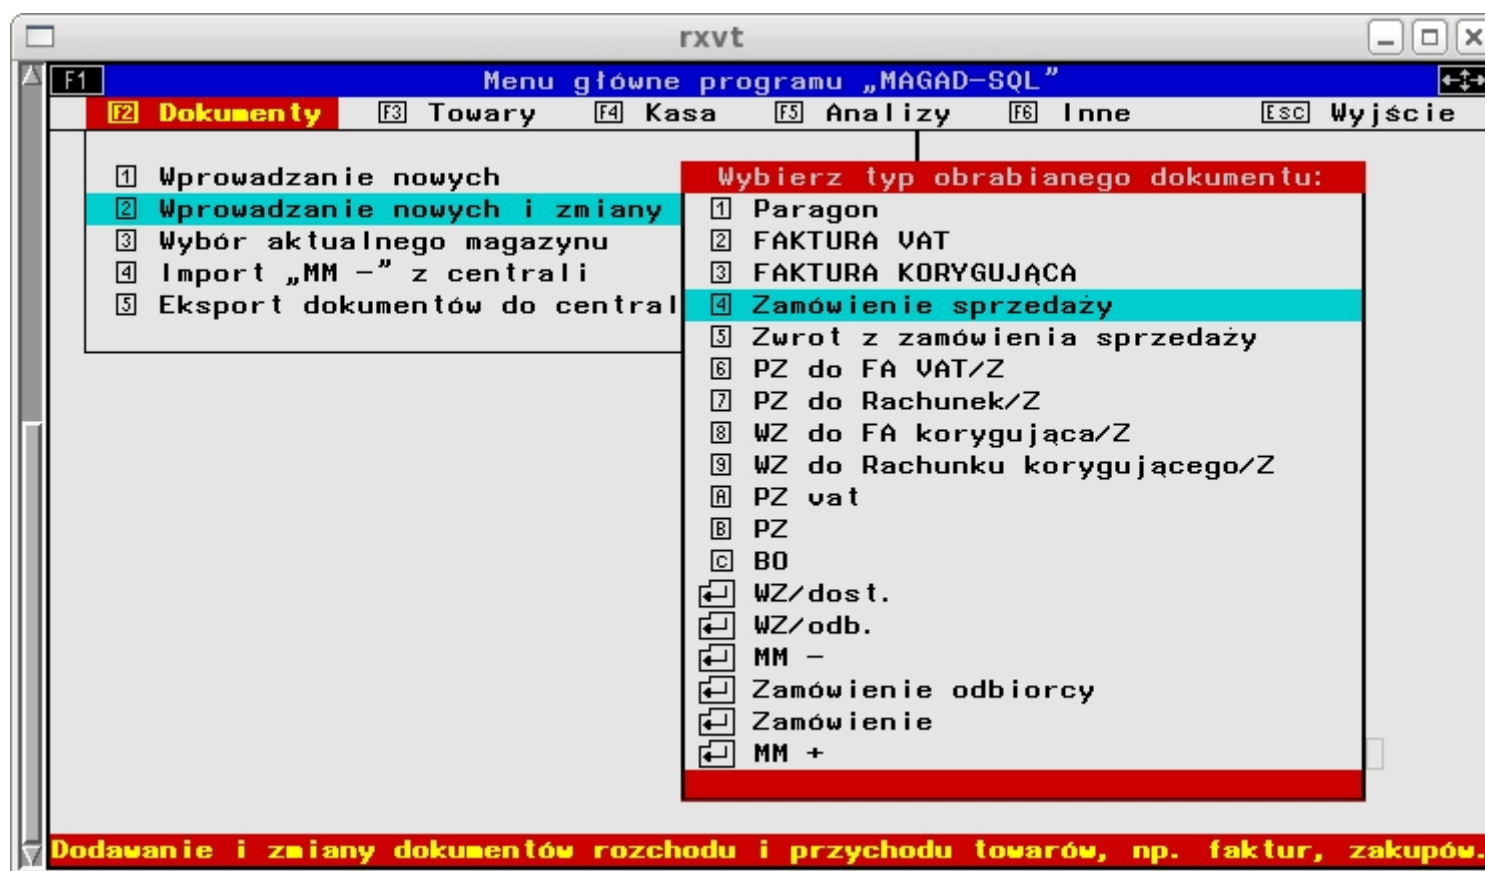 rxvt
F1 Menu główne programu „MAGAD-SQL”
F2 Dokumenty F3 Towary F4 Kasa F5 Analizy F6 Inne ESC Wyjście
1 Wprowadzanie nowych
2 Wprowadzanie nowych i zmiany
3 Wybór aktualnego magazynu
4 Import „MM -” z centrali
5 Eksport dokumentów do central
Wybierz typ obrabianego dokumentu:
1 Paragon
2 FAKTURA VAT
3 FAKTURA KORYGUJĄCA
4 Zamówienie sprzedaży
5 Zwrot z zamówienia sprzedaży
6 PZ do FA VAT/Z
7 PZ do Rachunek/Z
8 WZ do FA korygująca/Z
9 WZ do Rachunku korygującego/Z
A PZ vat
B PZ
C BO
WZ/dost.
WZ/odb.
MM -
Zamówienie odbiorcy
Zamówienie
MM +
Dodawanie i zmiany dokumentów rozchodu i przychodu towarów, np. faktur, zakupów.